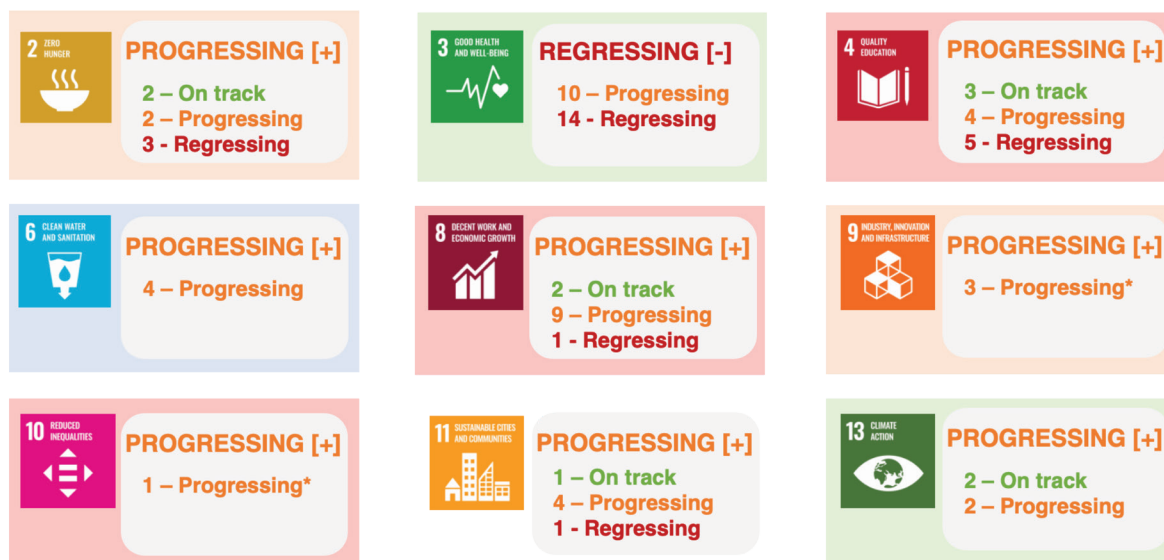 2 ZERO
HUNGER
PROGRESSING [+]
2 – On track
2 – Progressing
3 - Regressing
3 GOOD HEALTH
AND WELL-BEING
REGRESSING [-]
10 – Progressing
14 - Regressing
4 QUALITY
EDUCATION
PROGRESSING [+]
3 – On track
4 – Progressing
5 - Regressing
6 CLEAN WATER
AND SANITATION
PROGRESSING [+]
4 – Progressing
8 DECENT WORK AND
ECONOMIC GROWTH
PROGRESSING [+]
2 – On track
9 – Progressing
1 - Regressing
9 INDUSTRY, INNOVATION
AND INFRASTRUCTURE
PROGRESSING [+]
3 – Progressing*
10 REDUCED
INEQUALITIES
PROGRESSING [+]
1 – Progressing*
11 SUSTAINABLE CITIES
AND COMMUNITIES
PROGRESSING [+]
1 – On track
4 – Progressing
1 - Regressing
13 CLIMATE
ACTION
PROGRESSING [+]
2 – On track
2 – Progressing